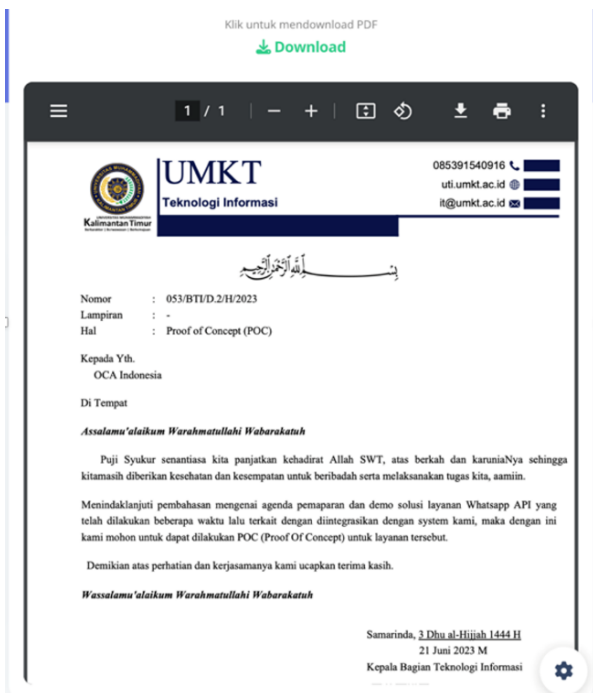 Klik untuk mendownload PDF
Download
1 / 1
UMKT
Teknologi Informasi
085391540916
uti.umkt.ac.id
it@umkt.ac.id
Kalimantan Timur
بِسْمِ اللَّهِ الرَّحْمَٰنِ الرَّحِيمِ
Nomor : 053/BTI/D.2/H/2023
Lampiran : -
Hal : Proof of Concept (POC)
Kepada Yth.
OCA Indonesia
Di Tempat
Assalamu'alaikum Warahmatullahi Wabarakatuh
Puji Syukur senantiasa kita panjatkan kehadirat Allah SWT, atas berkah dan karuniaNya sehingga
kitamasih diberikan kesehatan dan kesempatan untuk beribadah serta melaksanakan tugas kita, aamiin.
Menindaklanjuti pembahasan mengenai agenda pemaparan dan demo solusi layanan Whatsapp API yang
telah dilakukan beberapa waktu lalu terkait dengan diintegrasikan dengan system kami, maka dengan ini
kami mohon untuk dapat dilakukan POC (Proof Of Concept) untuk layanan tersebut.
Demikian atas perhatian dan kerjasamanya kami ucapkan terima kasih.
Wassalamu'alaikum Warahmatullahi Wabarakatuh
Samarinda, 3 Dhu al-Hijjah 1444 H
21 Juni 2023 M
Kepala Bagian Teknologi Informasi